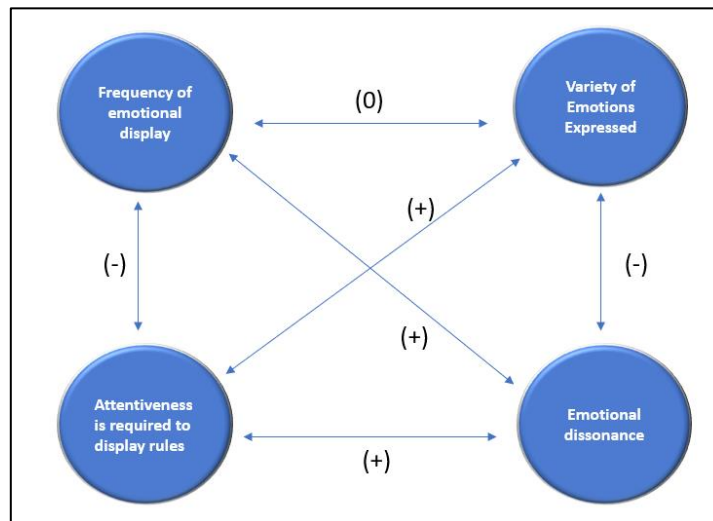 Frequency of
emotional
display
(0)
Variety of
Emotions
Expressed
(+)
(-)
(-)
(+)
Attentiveness
is required to
display rules
(+)
Emotional
dissonance